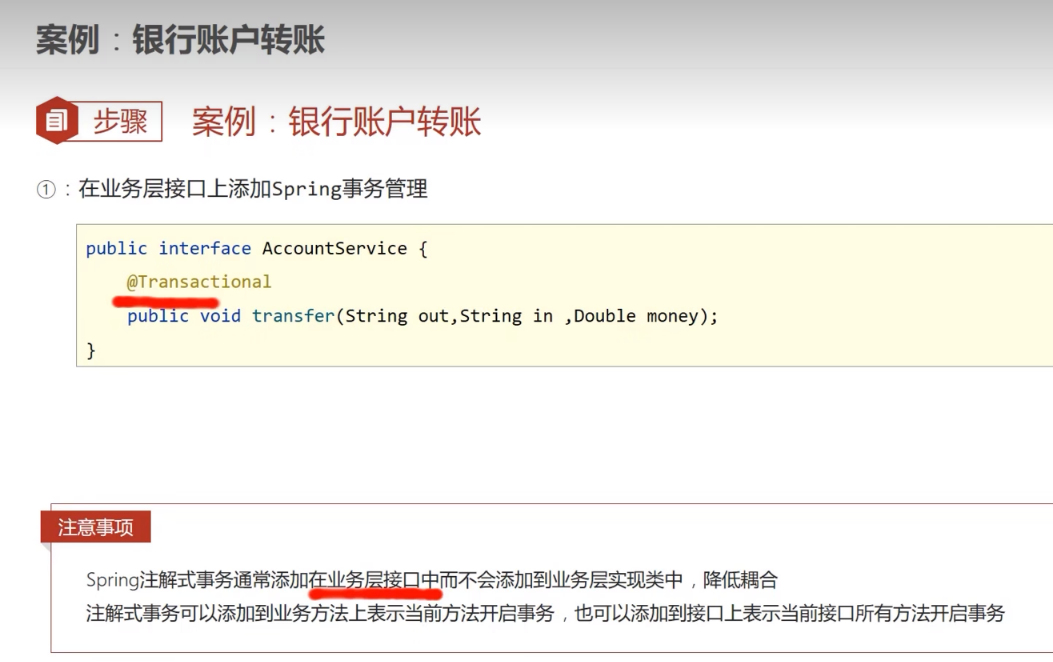 案例：银行账户转账
步骤 案例：银行账户转账
①：在业务层接口上添加Spring事务管理
public interface AccountService {
@Transactional
public void transfer(String out,String in ,Double money);
}
注意事项
Spring注解式事务通常添加在业务层接口中而不会添加到业务层实现类中，降低耦合
注解式事务可以添加到业务方法上表示当前方法开启事务，也可以添加到接口上表示当前接口所有方法开启事务